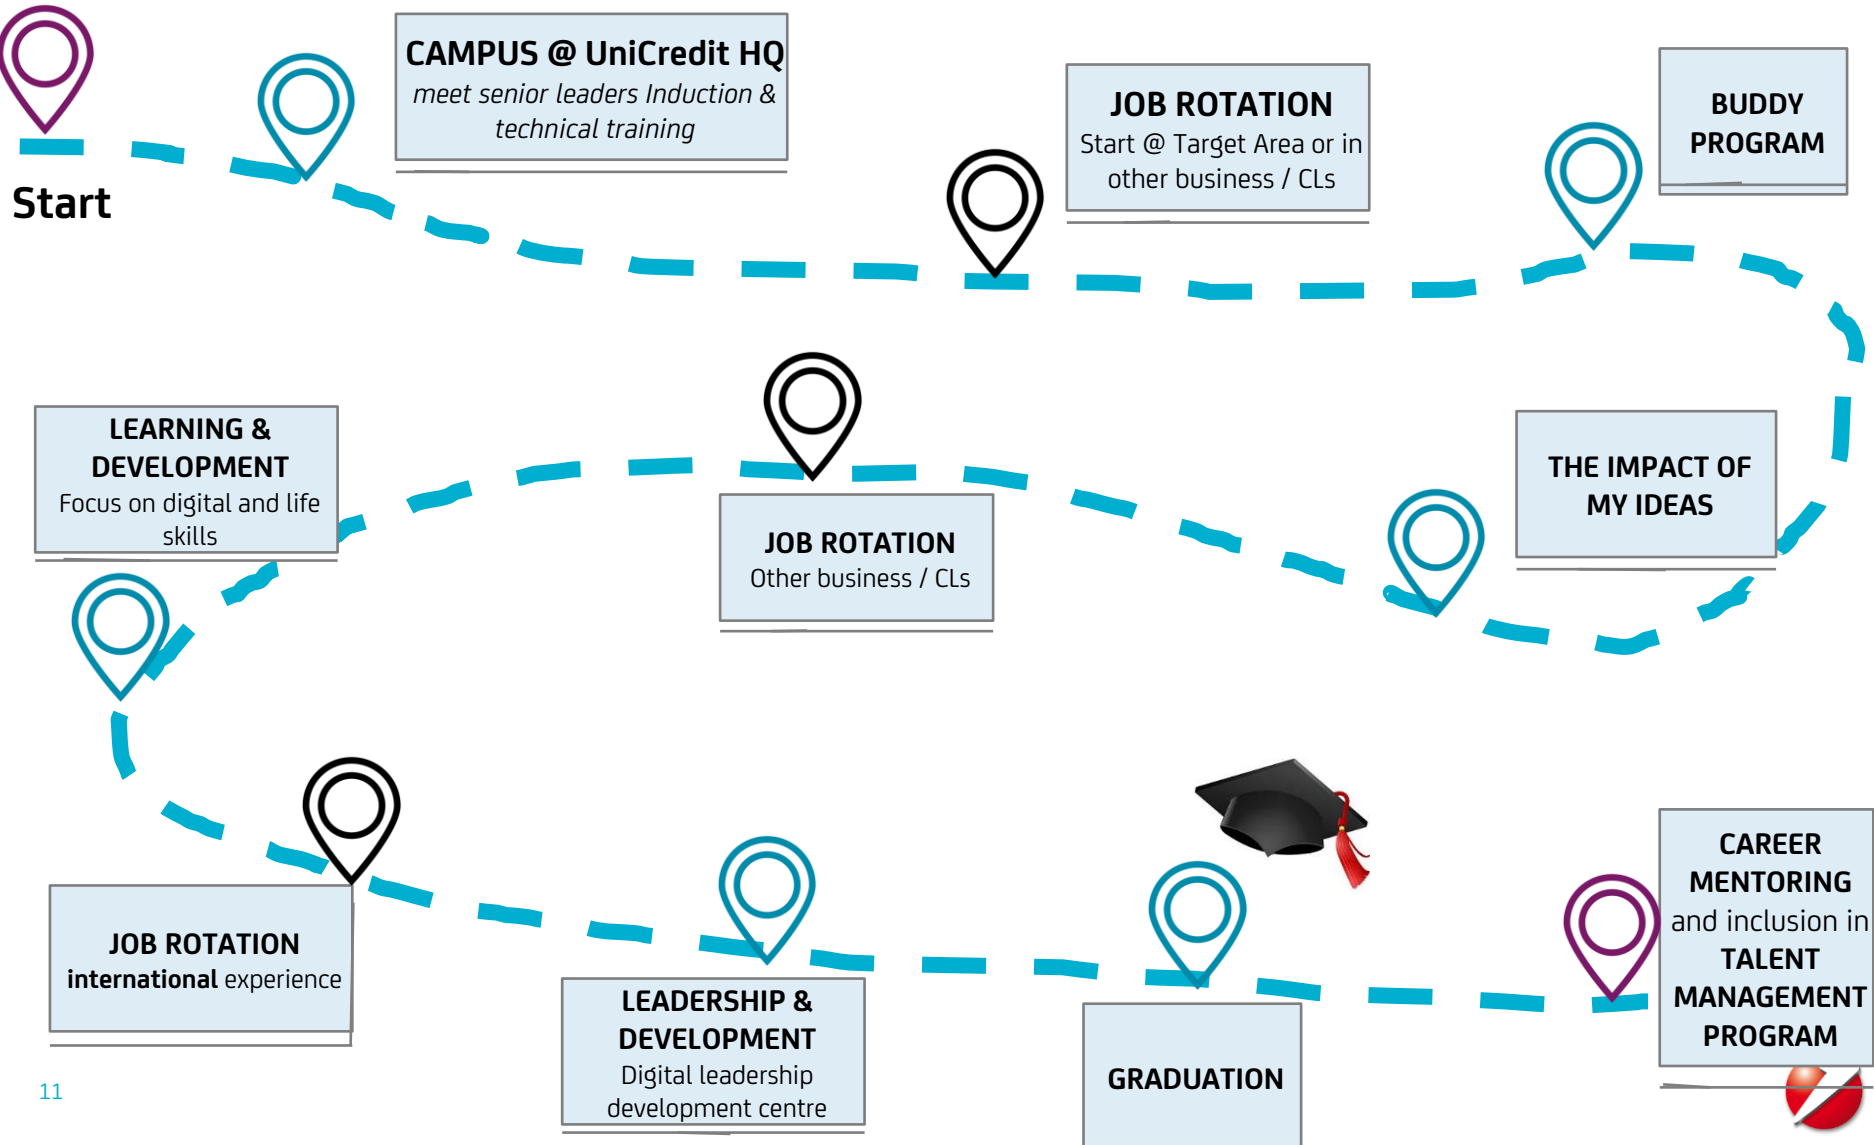 CAMPUS @ UniCredit HQ
meet senior leaders Induction &
technical training
Start
JOB ROTATION
Start @ Target Area or in
other business / CLs
BUDDY
PROGRAM
THE IMPACT OF
MY IDEAS
JOB ROTATION
Other business / CLs
LEARNING &
DEVELOPMENT
Focus on digital and life
skills
JOB ROTATION
international experience
LEADERSHIP &
DEVELOPMENT
Digital leadership
development centre
GRADUATION
CAREER
MENTORING
and inclusion in
TALENT
MANAGEMENT
PROGRAM
11